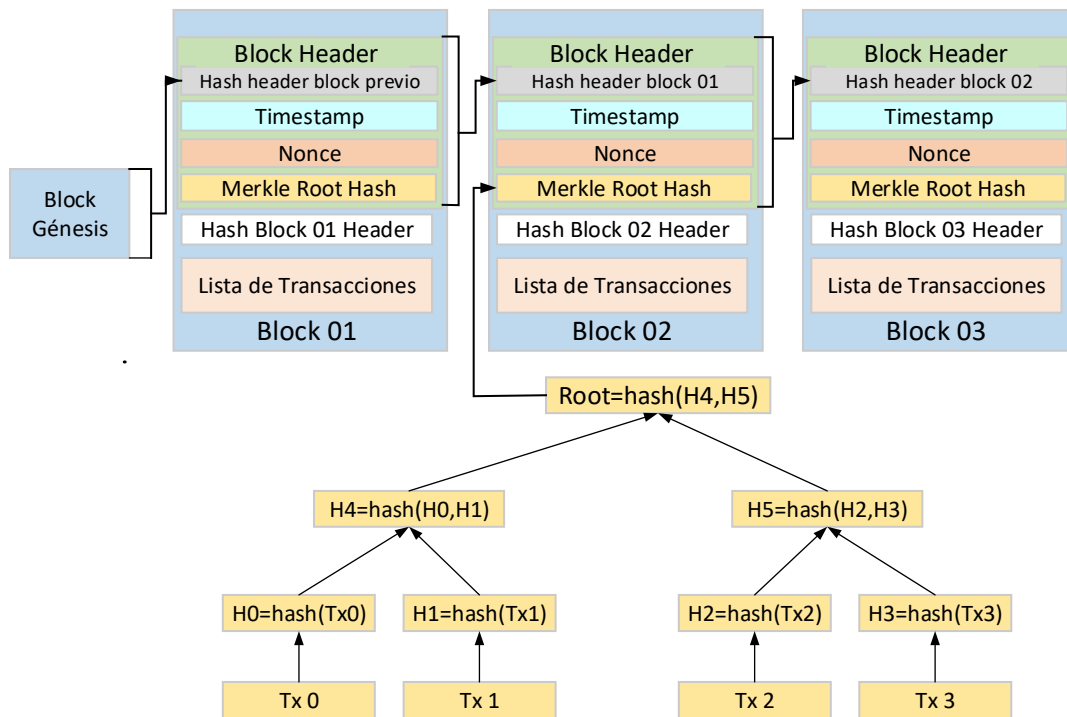 Block
Génesis
Block Header
Hash header block previo
Timestamp
Nonce
Merkle Root Hash
Hash Block 01 Header
Lista de Transacciones
Block 01
Block Header
Hash header block 01
Timestamp
Nonce
Merkle Root Hash
Hash Block 02 Header
Lista de Transacciones
Block 02
Block Header
Hash header block 02
Timestamp
Nonce
Merkle Root Hash
Hash Block 03 Header
Lista de Transacciones
Block 03
.
Root=hash(H4,H5)
H4=hash(H0,H1)
H5=hash(H2,H3)
H0=hash(Tx0)
H1=hash(Tx1)
H2=hash(Tx2)
H3=hash(Tx3)
Tx 0
Tx 1
Tx 2
Tx 3